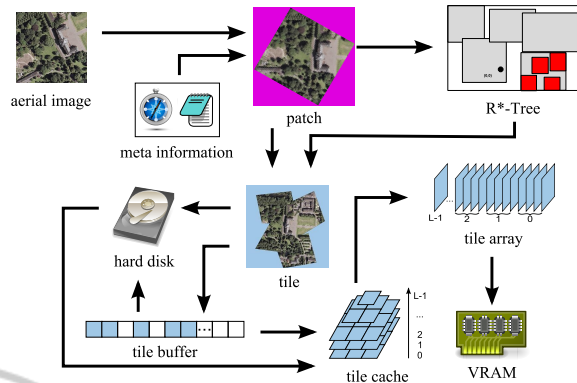 aerial image
meta information
patch
R*-Tree
hard disk
tile
L-1
...
2
1
0
tile array
...
tile buffer
L-1
...
2
1
0
tile cache
VRAM